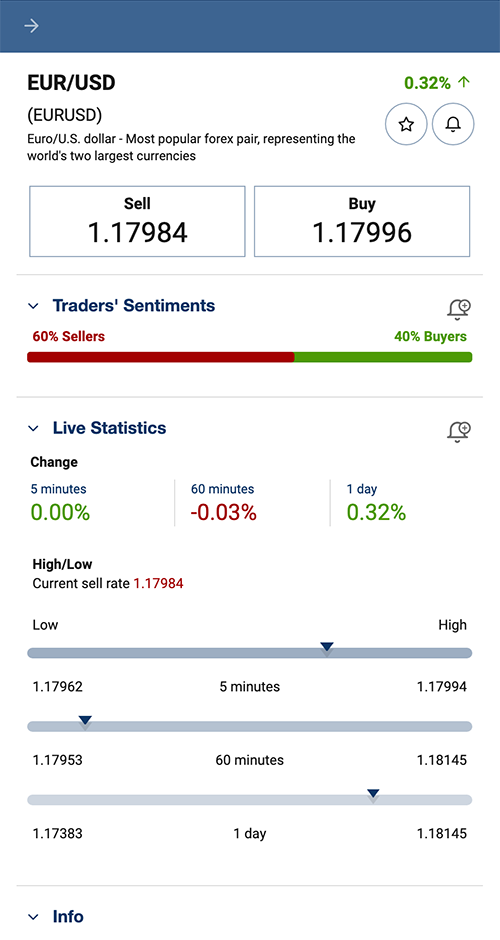 EUR/USD
0.32%
(EURUSD)
Euro/U.S. dollar - Most popular forex pair, representing the
world's two largest currencies
Sell
1.17984
Buy
1.17996
Traders' Sentiments
60% Sellers
40% Buyers
Live Statistics
Change
5 minutes
0.00%
60 minutes
-0.03%
1 day
0.32%
High/Low
Current sell rate 1.17984
Low
High
1.17962
5 minutes
1.17994
1.17953
60 minutes
1.18145
1.17383
1 day
1.18145
Info